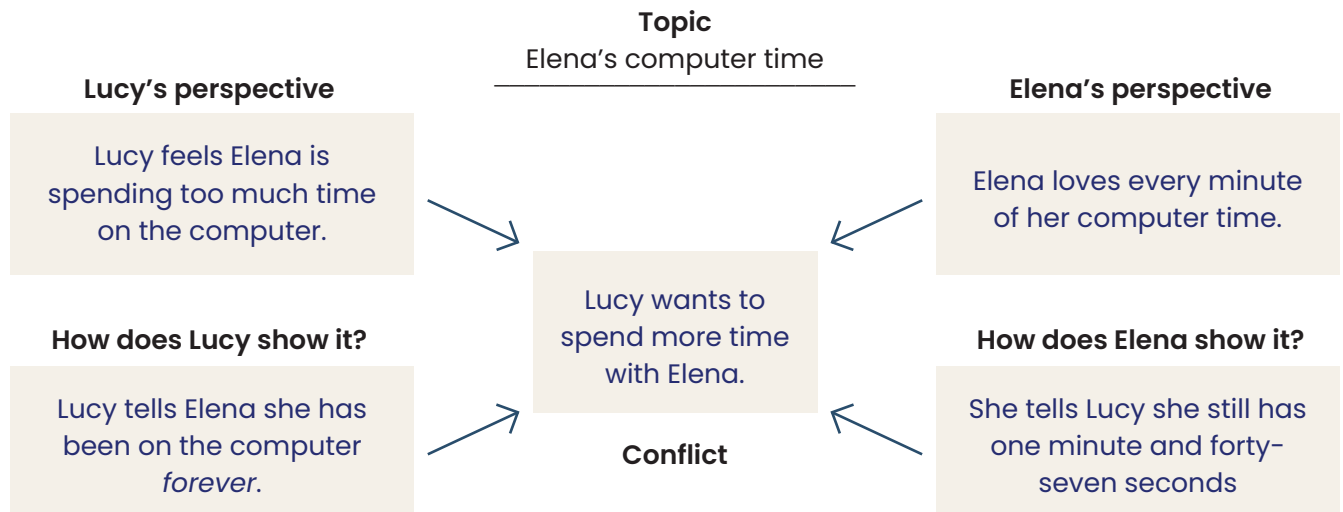 Topic
Elena’s computer time
Lucy’s perspective
Lucy feels Elena is
spending too much time
on the computer.
How does Lucy show it?
Lucy tells Elena she has
been on the computer
forever.
Lucy wants to
spend more time
with Elena.
Conflict
Elena’s perspective
Elena loves every minute
of her computer time.
How does Elena show it?
She tells Lucy she still has
one minute and forty-
seven seconds